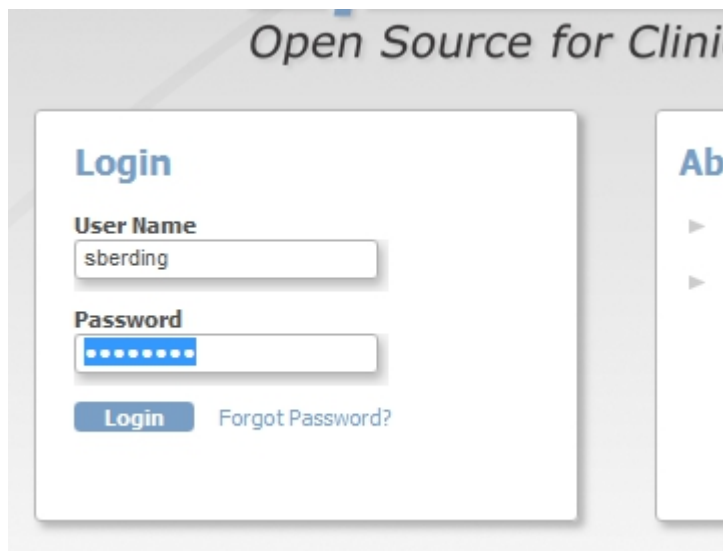 Open Source for Clini
Login
User Name
sberding
Password
Login
Forgot Password?
Ab